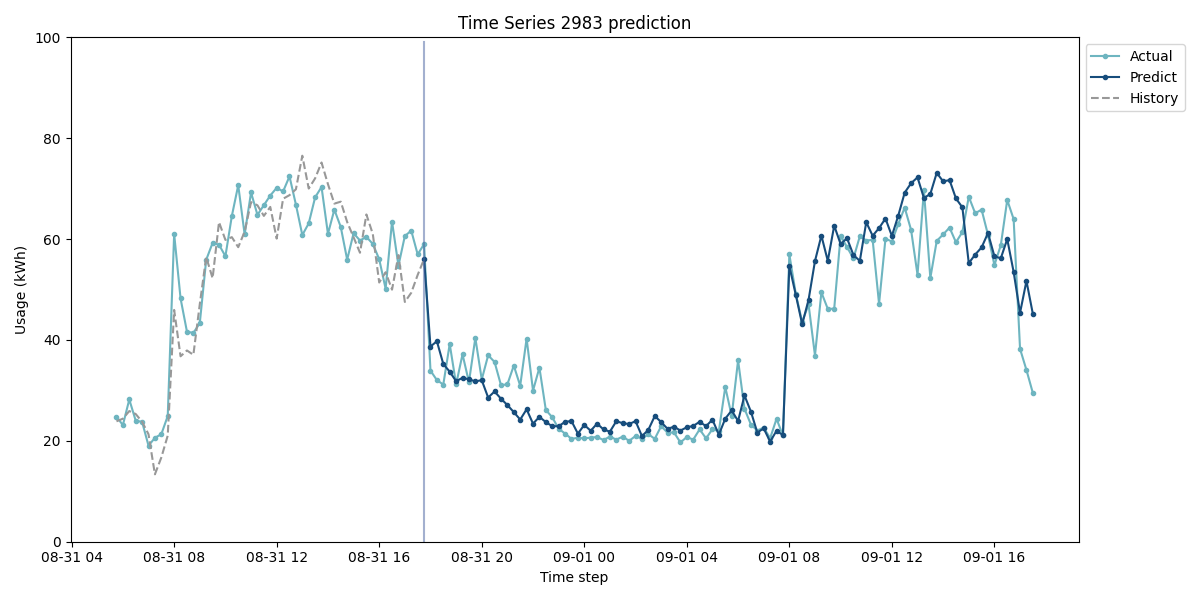 Time Series 2983 prediction
100
80
60
40
20
0
Usage (kWh)
08-31 04
08-31 08
08-31 12
08-31 16
08-31 20
09-01 00
09-01 04
09-01 08
09-01 12
09-01 16
Time step
Actual
Predict
History